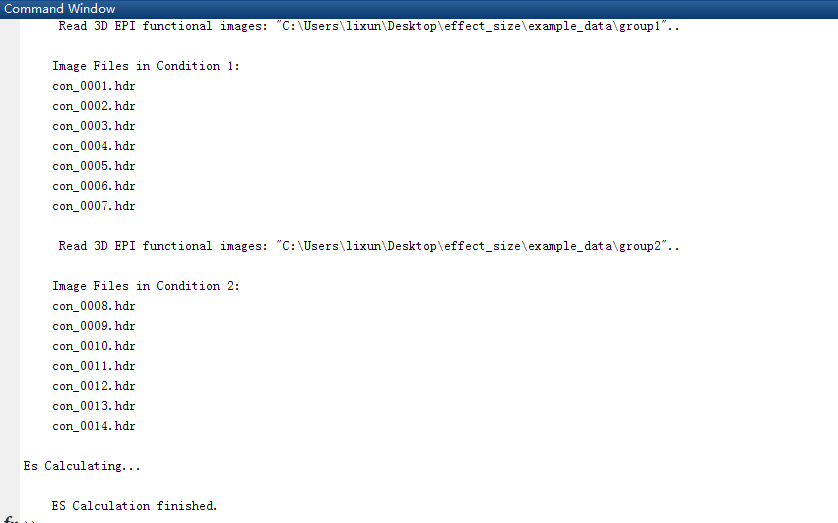 Command Window
Read 3D EPI functional images: "C:\Users\lixun\Desktop\effect_size\example_data\group1"..
Image Files in Condition 1:
con_0001.hdr
con_0002.hdr
con_0003.hdr
con_0004.hdr
con_0005.hdr
con_0006.hdr
con_0007.hdr
Read 3D EPI functional images: "C:\Users\lixun\Desktop\effect_size\example_data\group2"..
Image Files in Condition 2:
con_0008.hdr
con_0009.hdr
con_0010.hdr
con_0011.hdr
con_0012.hdr
con_0013.hdr
con_0014.hdr
Es Calculating...
ES Calculation finished.